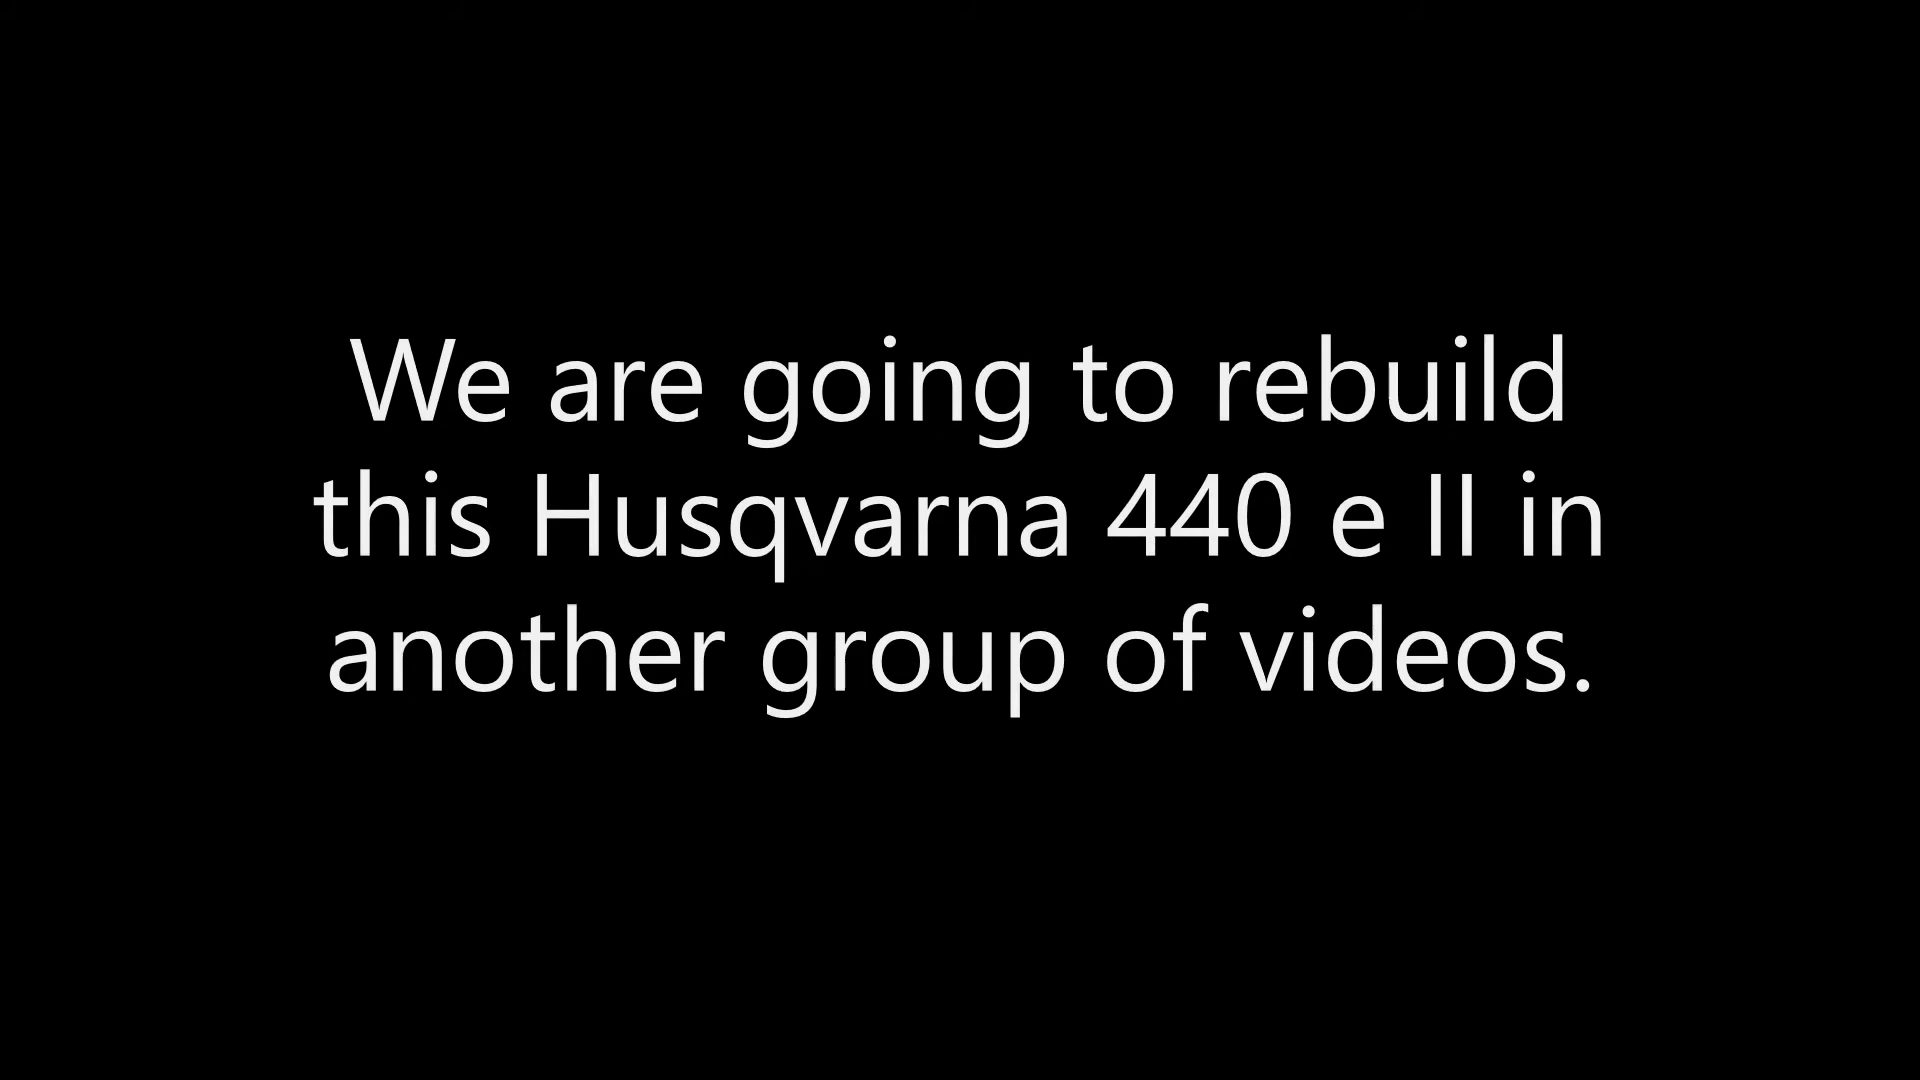 We are going to rebuild
this Husqvarna 440 e II in
another group of videos.